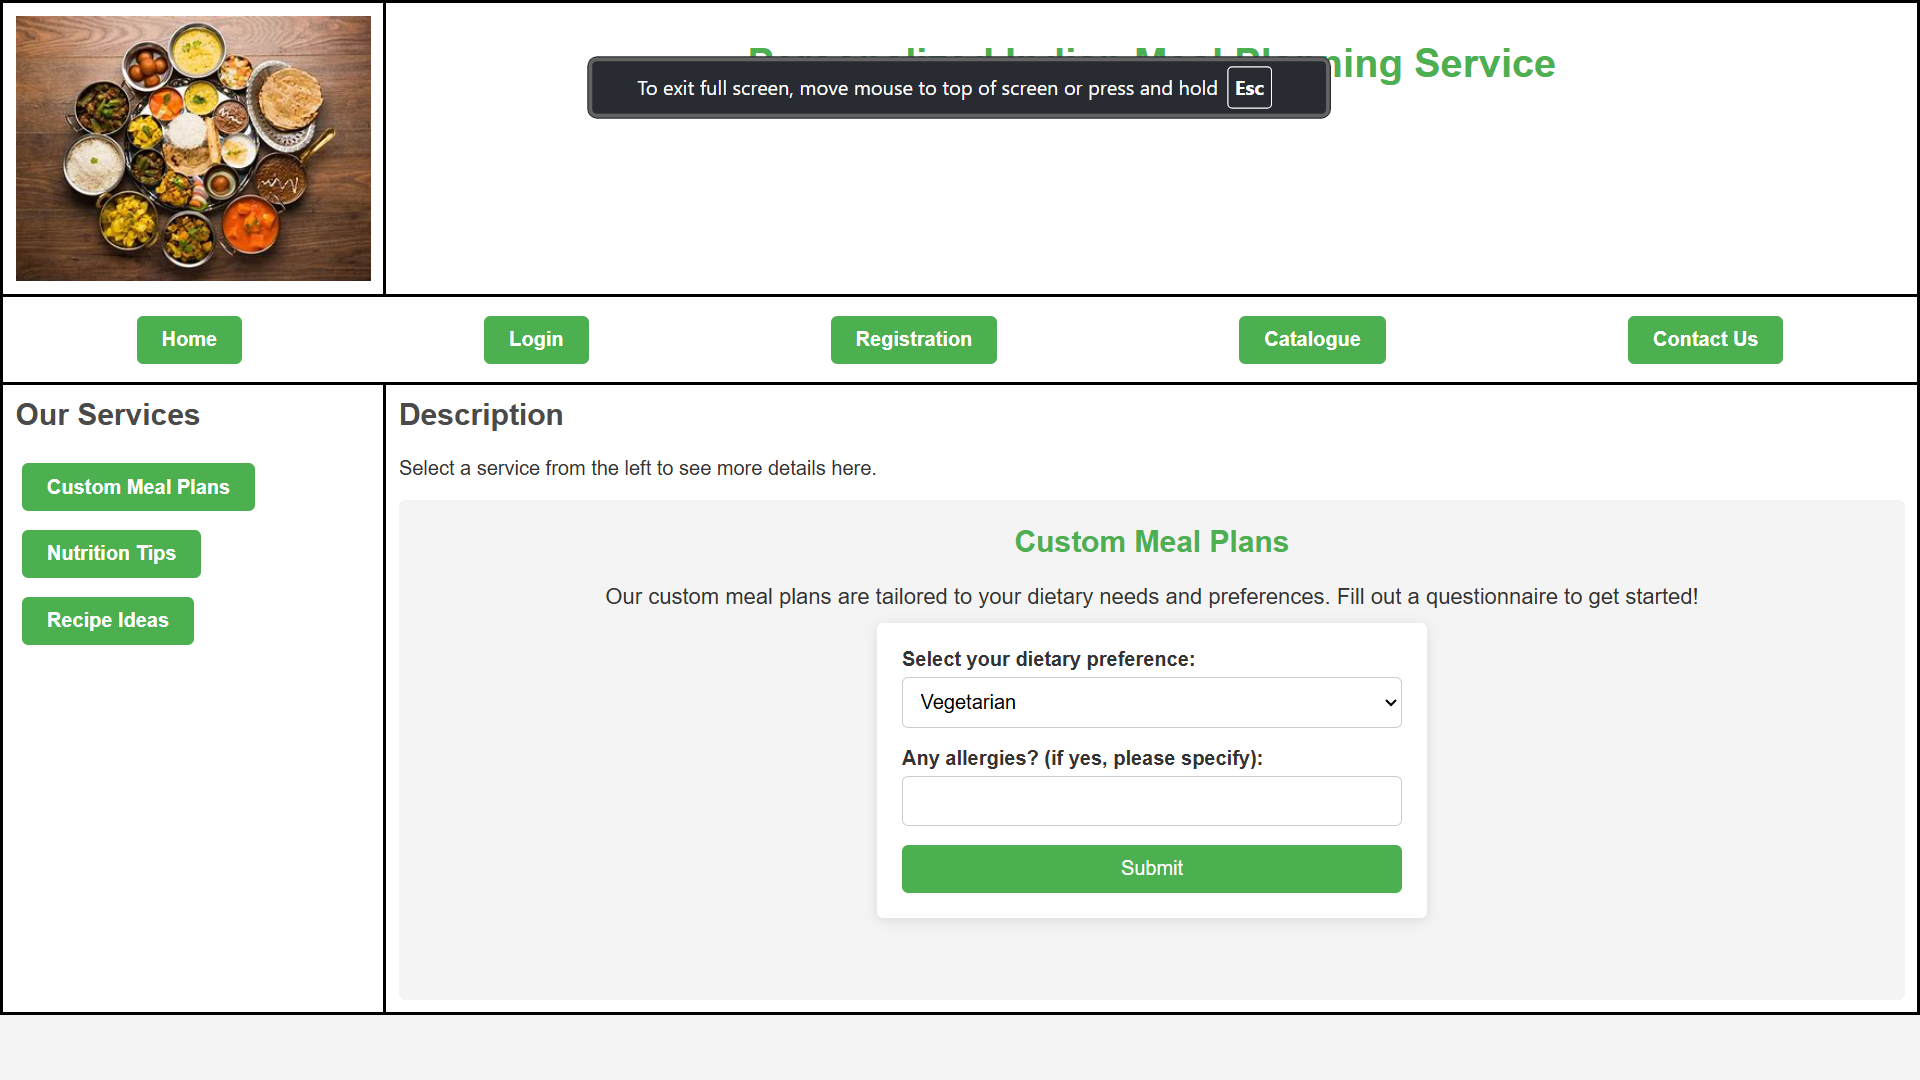 ning Service
To exit full screen, move mouse to top of screen or press and hold Esc
Home
Login
Registration
Catalogue
Contact Us
Our Services
Custom Meal Plans
Nutrition Tips
Recipe Ideas
Description
Select a service from the left to see more details here.
Custom Meal Plans
Our custom meal plans are tailored to your dietary needs and preferences. Fill out a questionnaire to get started!
Select your dietary preference:
Vegetarian
Any allergies? (if yes, please specify):
Submit